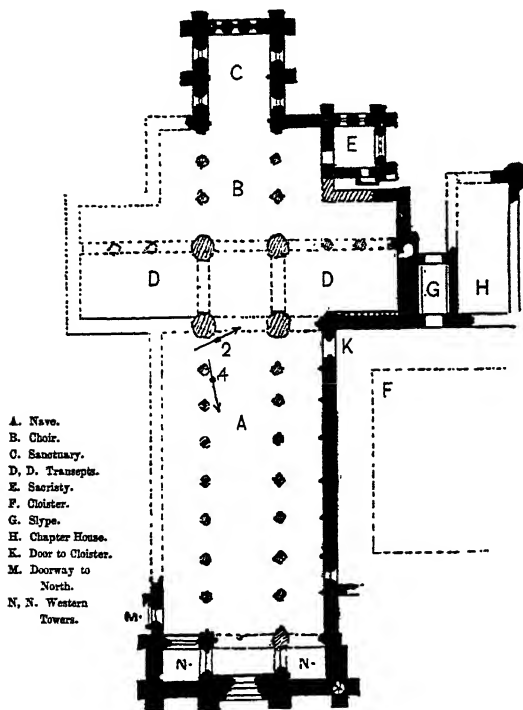 C
E
B
D
D
G
H
2
K
4
F
A
A. Nave.
B. Choir.
C. Sanctuary.
D, D. Transepts.
E. Sacristy.
F. Cloister.
G. Slype.
H. Chapter House.
K. Door to Cloister.
M. Doorway to
North.
N, N. Western
Towers.
M.
N.
N.